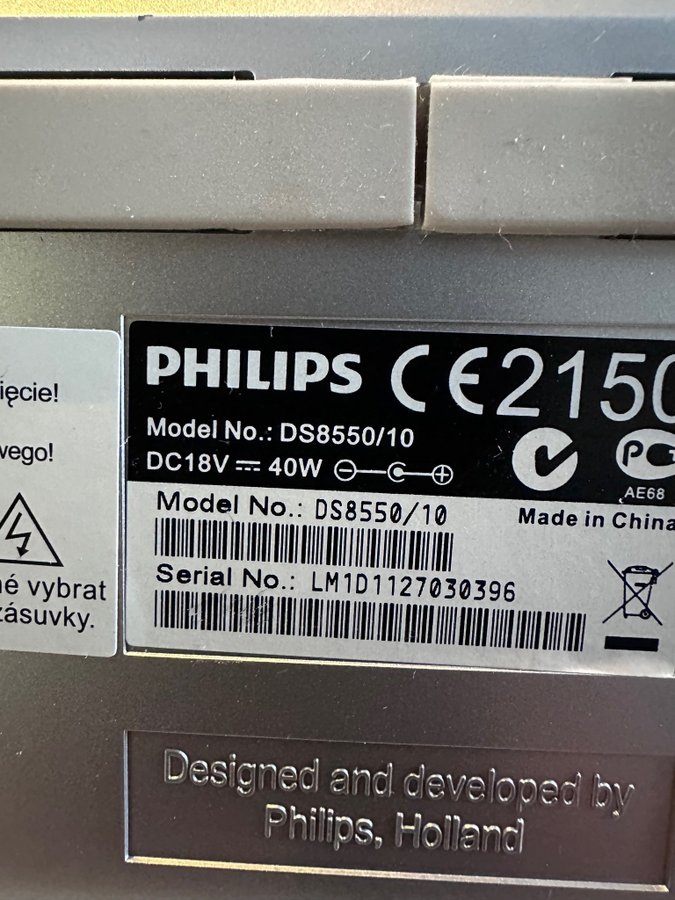 ięcie!
wego!
né vybrat
zásuvky.
PHILIPS CE2150
Model No.: DS8550/10
DC18V 40W
AE68
Model No.: DS8550/10
Made in China
Serial No.: LM1D1127030396
Designed and developed by
Philips, Holland